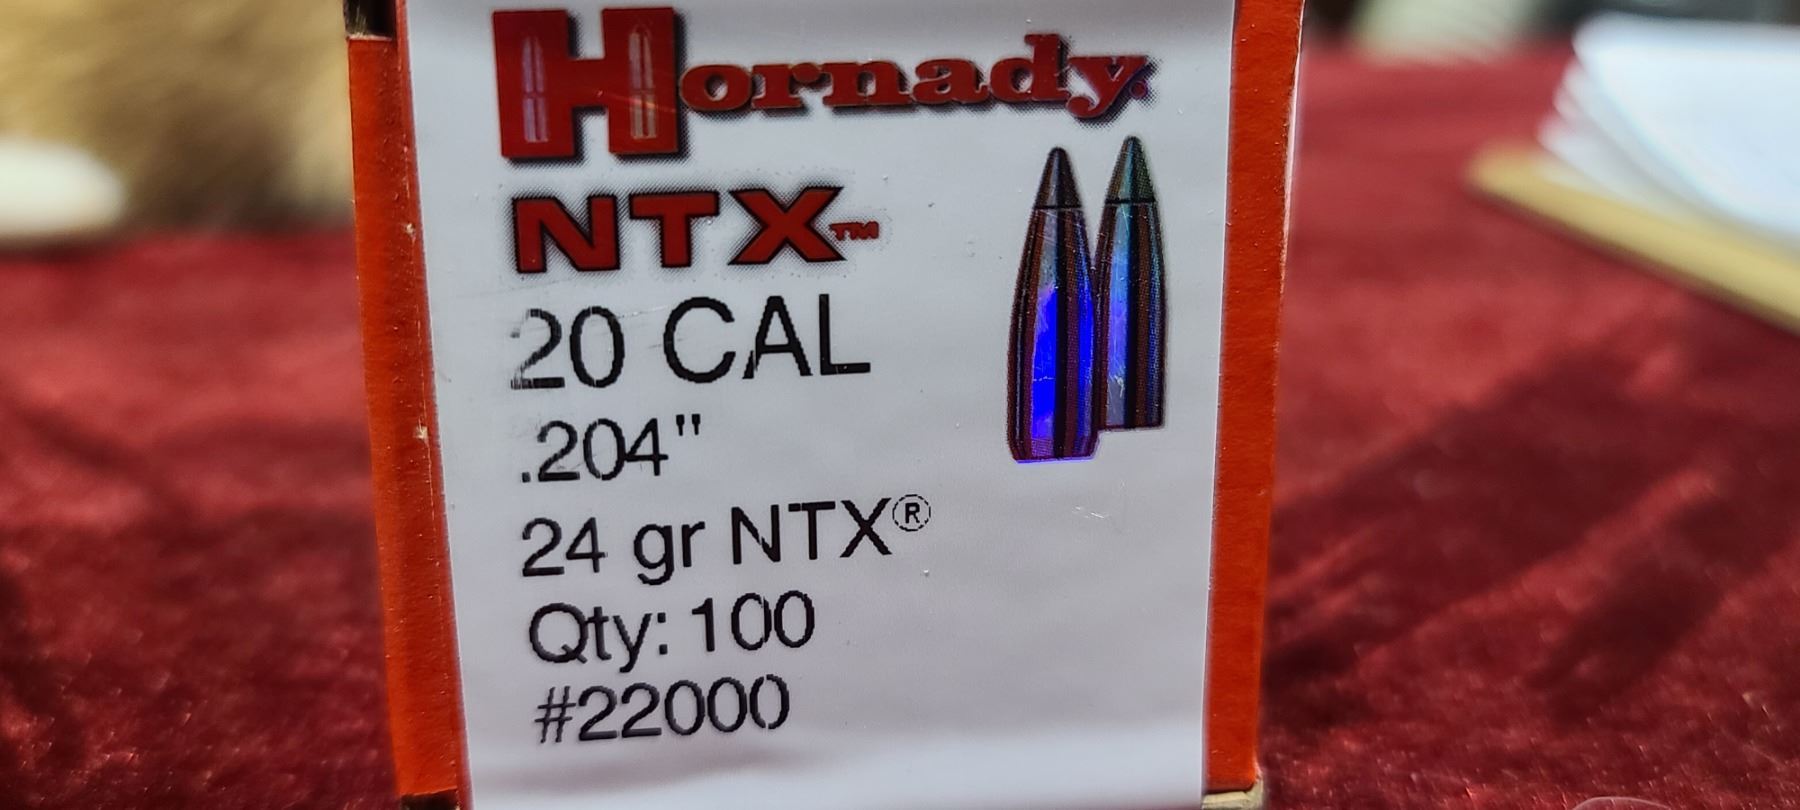 Hornady.
NTX™
20 CAL
.204"
24 gr NTX®
Qty: 100
#22000